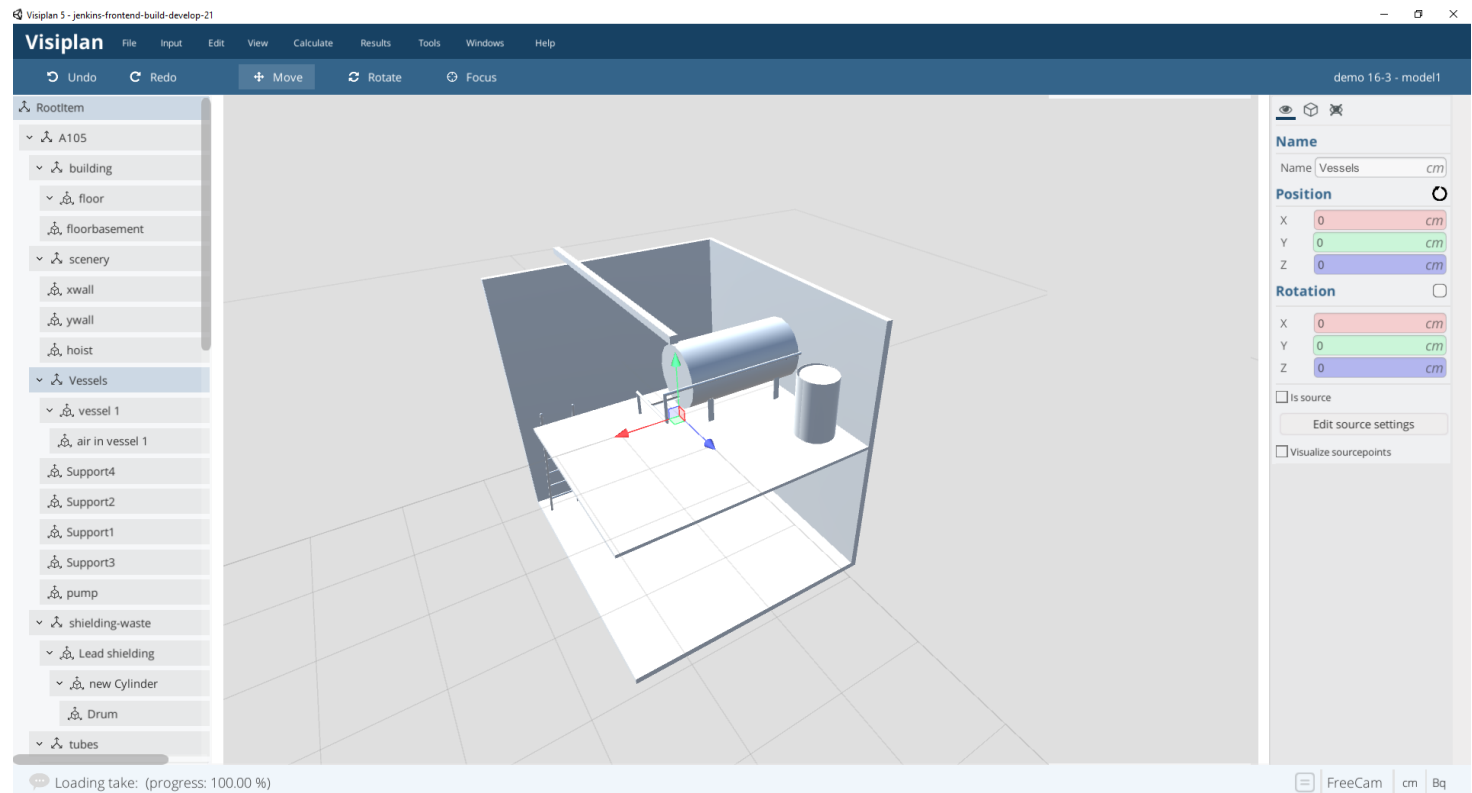 Visiplan 5 - jenkins-frontend-build-develop-21
Visiplan File Input Edit View Calculate Results Tools Windows Help
Undo Redo Move Rotate Focus demo 16-3 - model1
RootItem
A105
building
floor
floorbasement
scenery
xwall
ywall
hoist
Vessels
vessel 1
air in vessel 1
Support4
Support2
Support1
Support3
pump
shielding-waste
Lead shielding
new Cylinder
Drum
tubes
Name
Name Vessels cm
Position
X 0 cm
Y 0 cm
Z 0 cm
Rotation
X 0 cm
Y 0 cm
Z 0 cm
Is source
Edit source settings
Visualize sourcepoints
Loading take: (progress: 100.00 %) FreeCam cm Bq